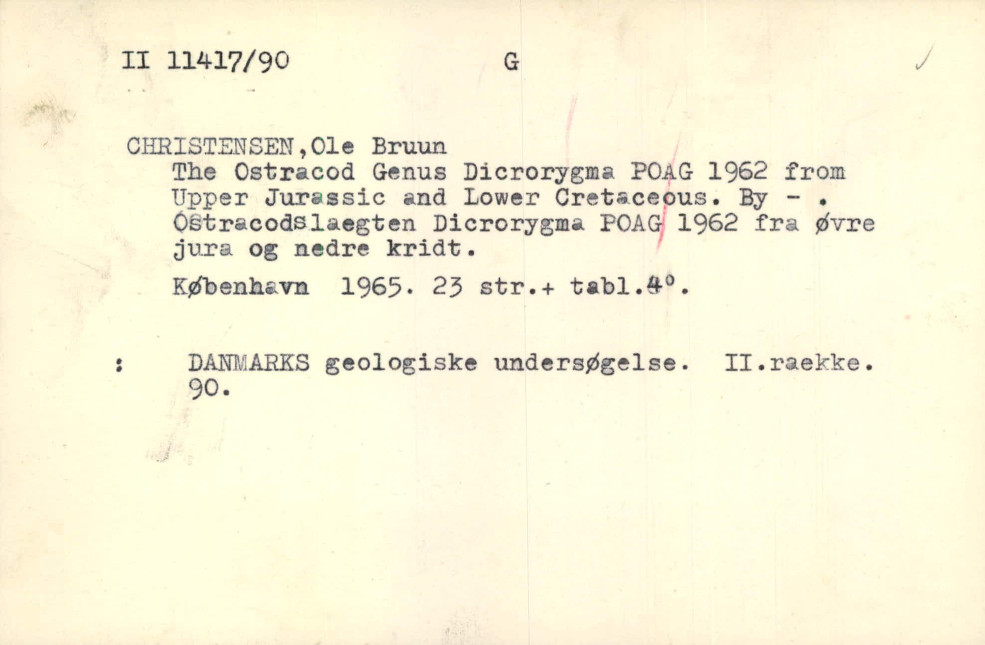 II 11417/90 G
CHRISTENSEN,Ole Bruun
The Ostracod Genus Dicrorygma POAG 1962 from
Upper Jurassic and Lower Cretaceous. By - .
Ostracodslaegten Dicrorygma POAG 1962 fra øvre
jura og nedre kridt.
København 1965. 23 str.+ tabl.4°.
: DANMARKS geologiske undersøgelse. II.raekke.
90.